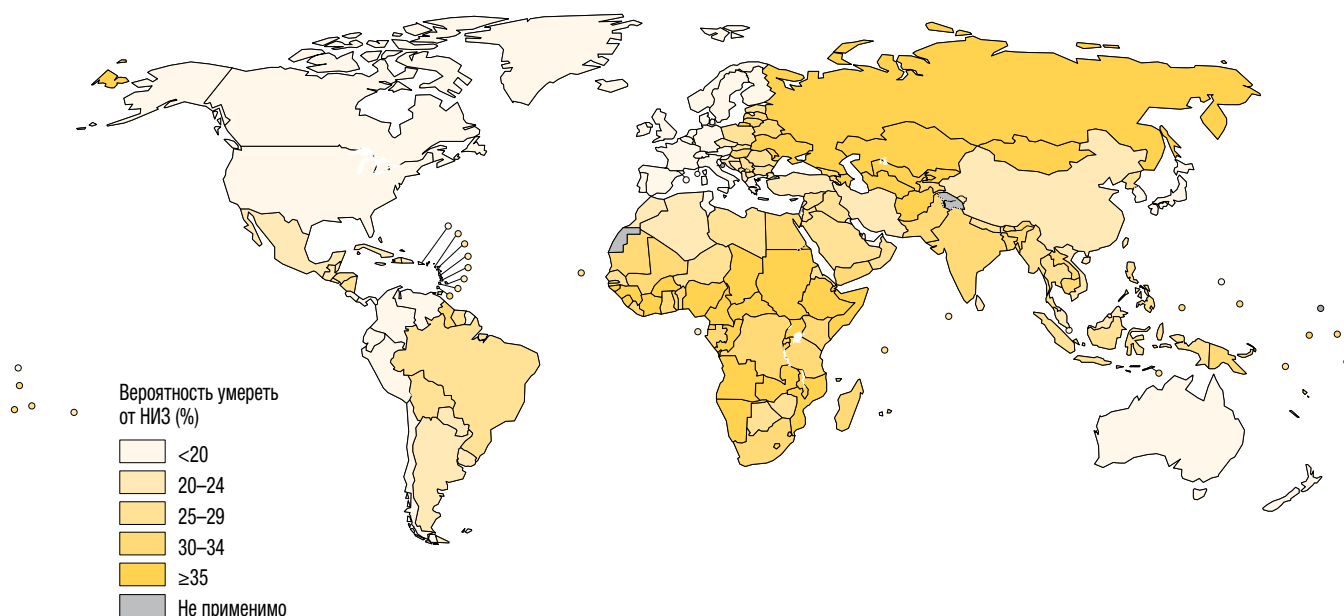 Вероятность умереть
от НИЗ (%)
<20
20–24
25–29
30–34
≥35
Не применимо